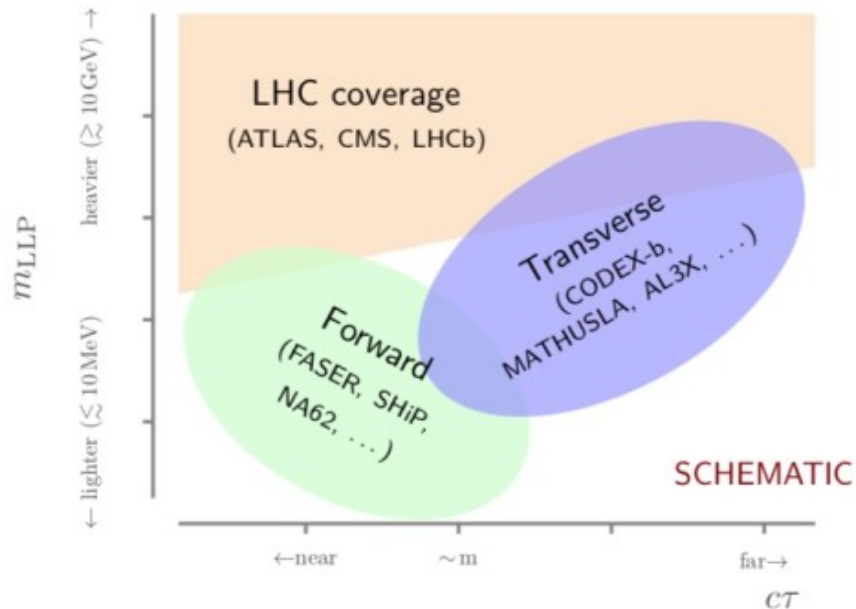 LHC coverage
(ATLAS, CMS, LHCb)
Transverse
(CODEX-b,
MATHUSLA, AL3X, ...)
Forward
(FASER, SHiP,
NA62, ...)
SCHEMATIC
m_LLP
← lighter (≲ 10 MeV)
heavier (≳ 10 GeV) →
←near
∼m
far→
cτ